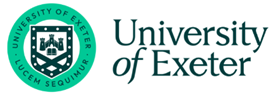 UNIVERSITY OF EXETER
LUCEM SEQUIMUR
University
of Exeter